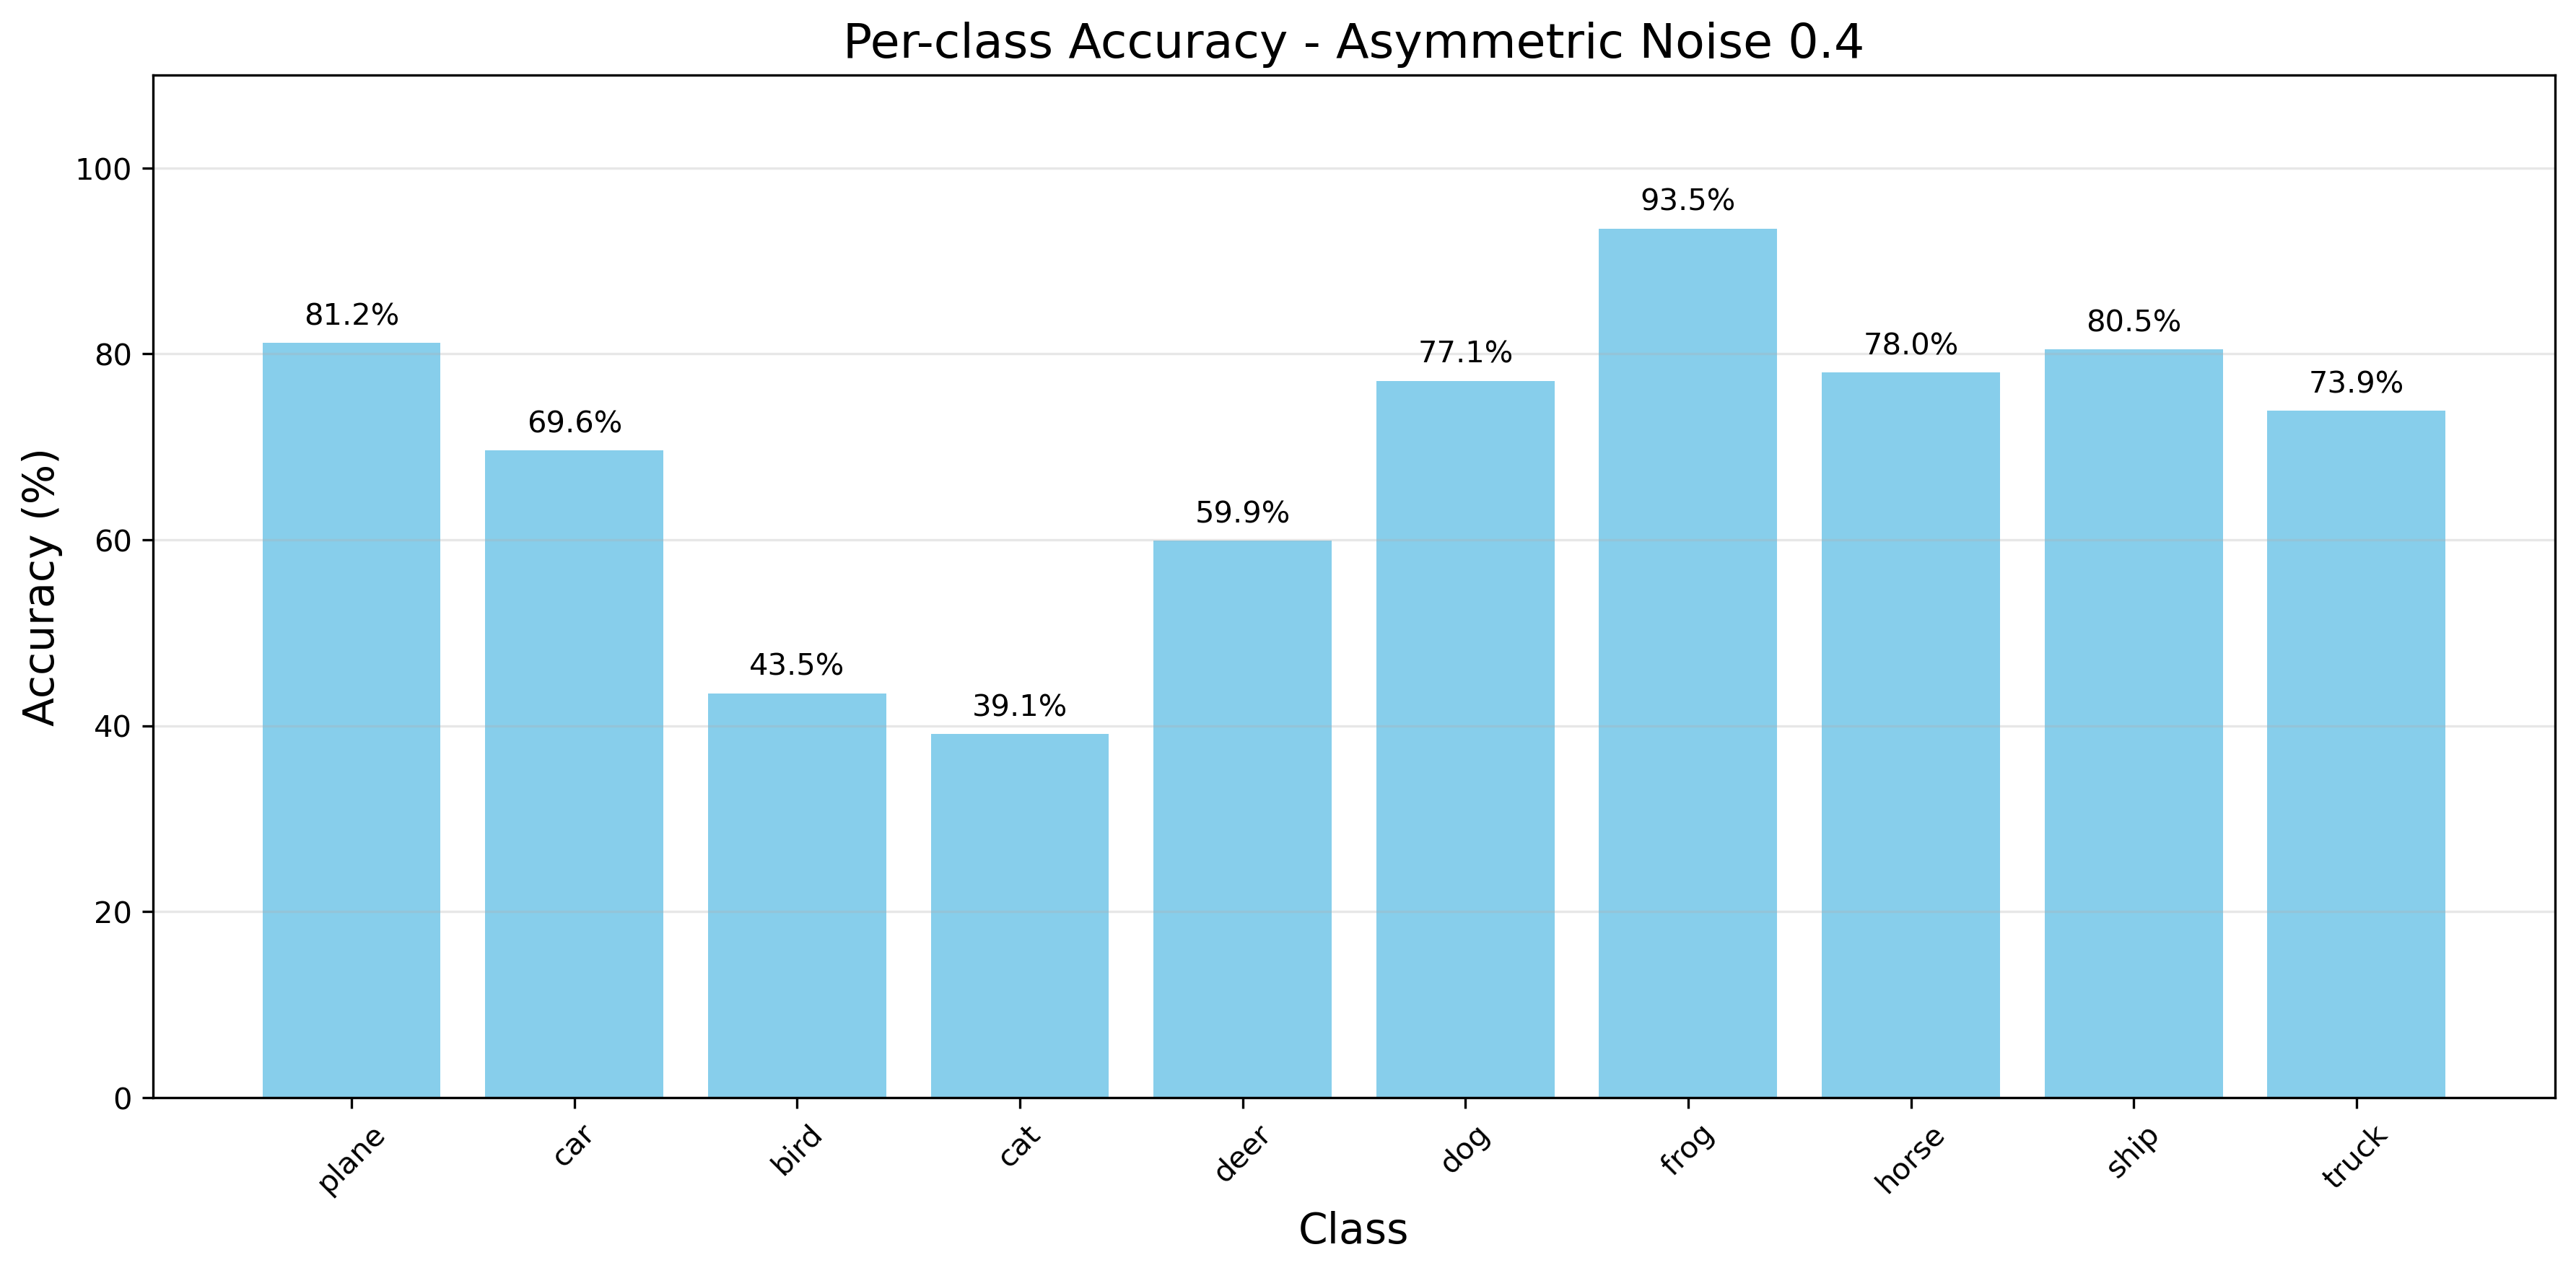 Per-class Accuracy - Asymmetric Noise 0.4
Accuracy (%)
100
80
60
40
20
0
81.2%
69.6%
43.5%
39.1%
59.9%
77.1%
93.5%
78.0%
80.5%
73.9%
plane
car
bird
cat
deer
dog
frog
horse
ship
truck
Class